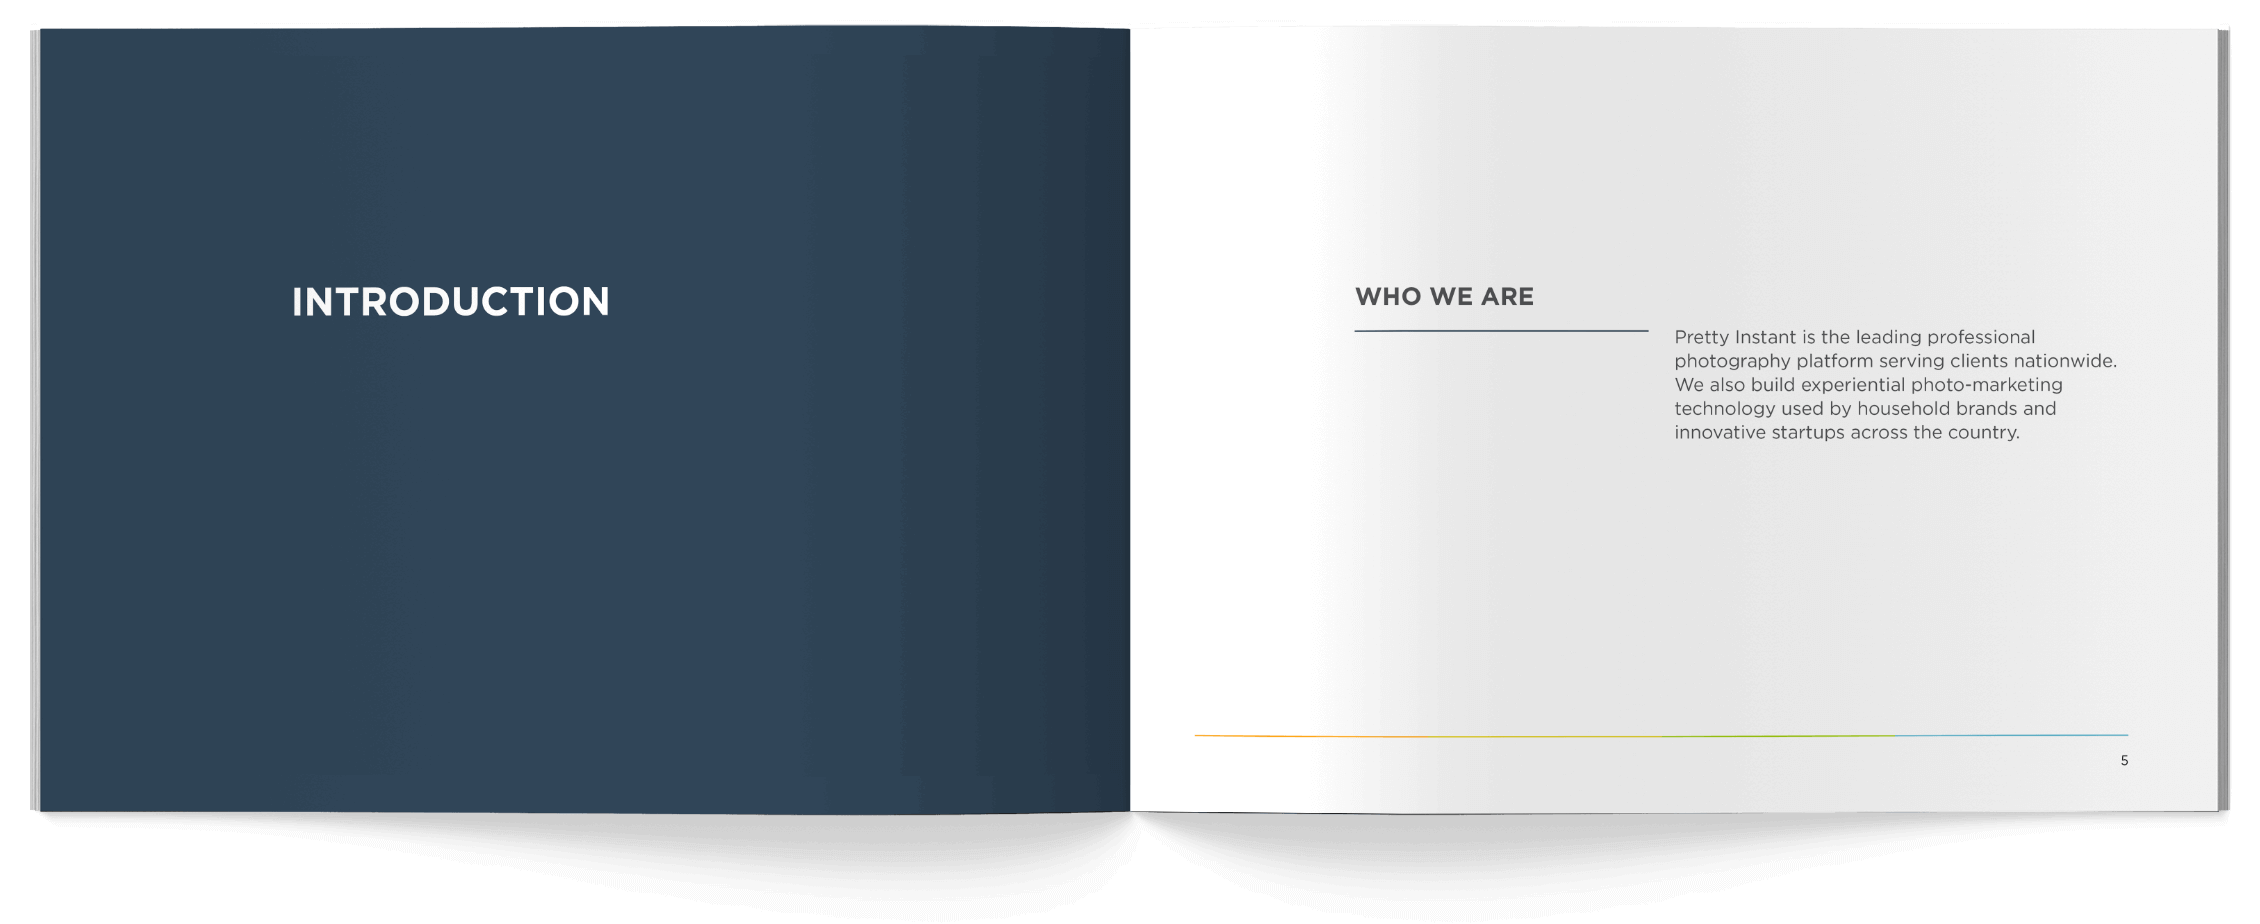 INTRODUCTION
WHO WE ARE
Pretty Instant is the leading professional
photography platform serving clients nationwide.
We also build experiential photo-marketing
technology used by household brands and
innovative startups across the country.
5